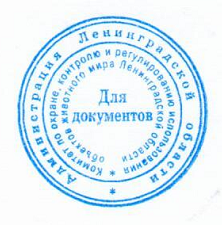 Администрация Ленинградской области *
Комитет по охране, контролю и регулированию использования
объектов животного мира Ленинградской области *
Для
документов